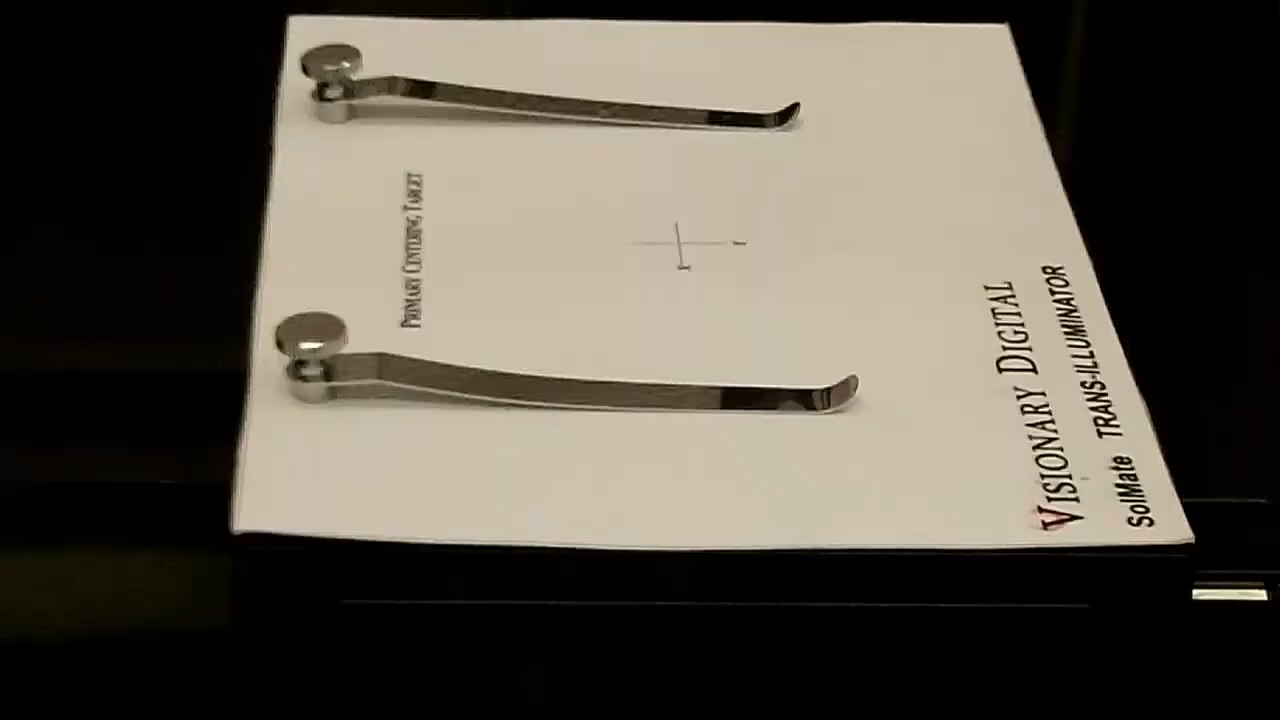 PRIMARY CENTERING TARGET
VISIONARY DIGITAL
SolMate TRANS-ILLUMINATOR